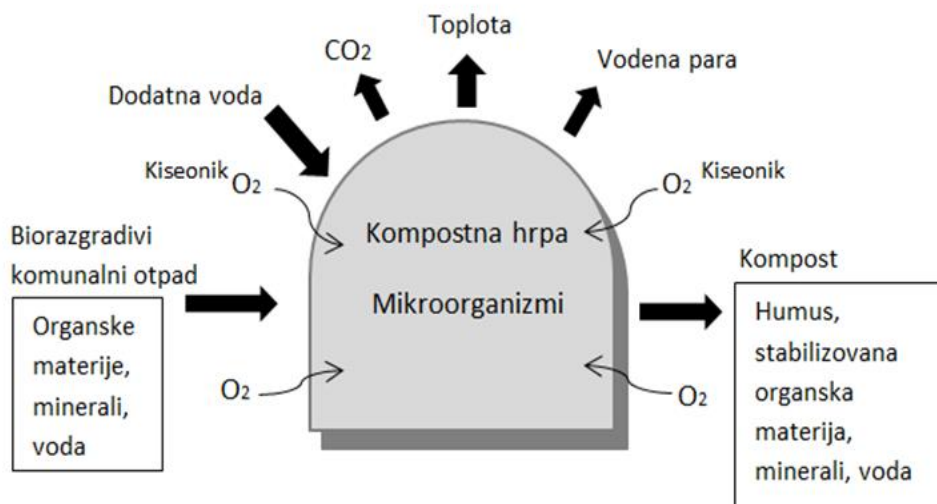 Toplota
CO2
Vodena para
Dodatna voda
Kiseonik O2
O2 Kiseonik
Kompostna hrpa
Biorazgradivi
komunalni otpad
Kompost
Mikroorganizmi
Organske
materije,
minerali,
voda
Humus,
stabilizovana
organska
materija,
minerali, voda
O2
O2